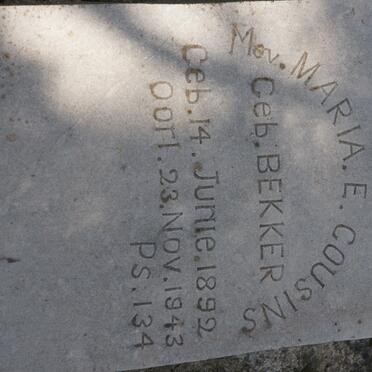 Mev. MARIA. E. COUSINS
Geb. BEKKER
Geb. 14. Junie. 1892
Oorl. 23. Nov. 1943
PS. 134